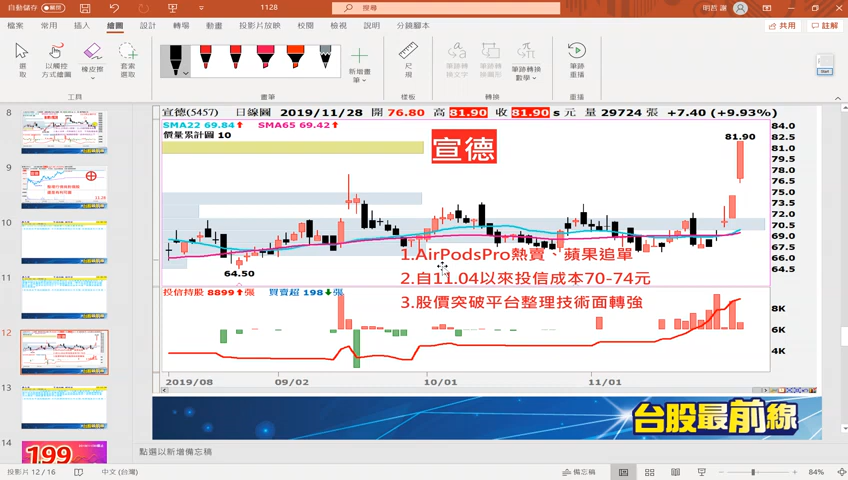 自動儲存
1128
搜尋
明哲 謝
檔案 常用 插入 繪圖 設計 轉場 動畫 投影片放映 校閱 檢視 說明 分鏡腳本
共用 註解
選取
以觸控方式繪圖
橡皮擦
套索選取
新增畫筆
尺規
筆跡轉換文字
筆跡轉換圖形
筆跡轉換數學
筆跡重播
Start
工具 畫筆 樣板 轉換 重播
8
9
10
11
12
13
14
199
宣德(5457) 日線圖 2019/11/28 開 76.80 高 81.90 收 81.90 s 元 量 29724 張 +7.40 (+9.93%)
SMA22 69.84↑ SMA65 69.42↑
價量累計圖 10
宣德
81.90
84.0
82.5
81.0
79.5
78.0
76.5
75.0
73.5
72.0
70.5
69.0
67.5
66.0
64.5
64.50
1.AirPodsPro熱賣、蘋果追單
2.自11.04以來投信成本70-74元
3.股價突破平台整理技術面轉強
投信持股 8899↑張 買賣超 198↓張
8K
6K
4K
2019/08 09/02 10/01 11/01
台股最前線
點選以新增備忘稿
投影片 12 / 16 中文 (台灣) 備忘稿 84%